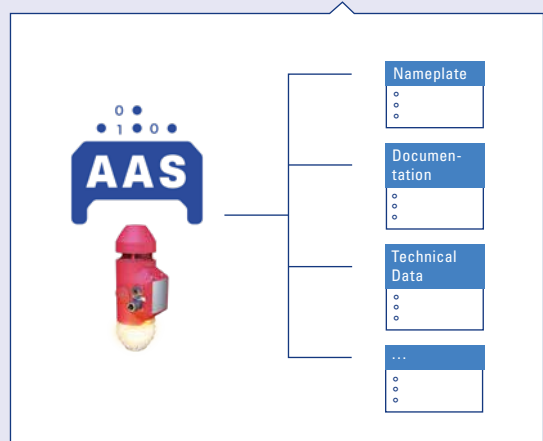 0
1 0
AAS
Nameplate
Documen-
tation
Technical
Data
...